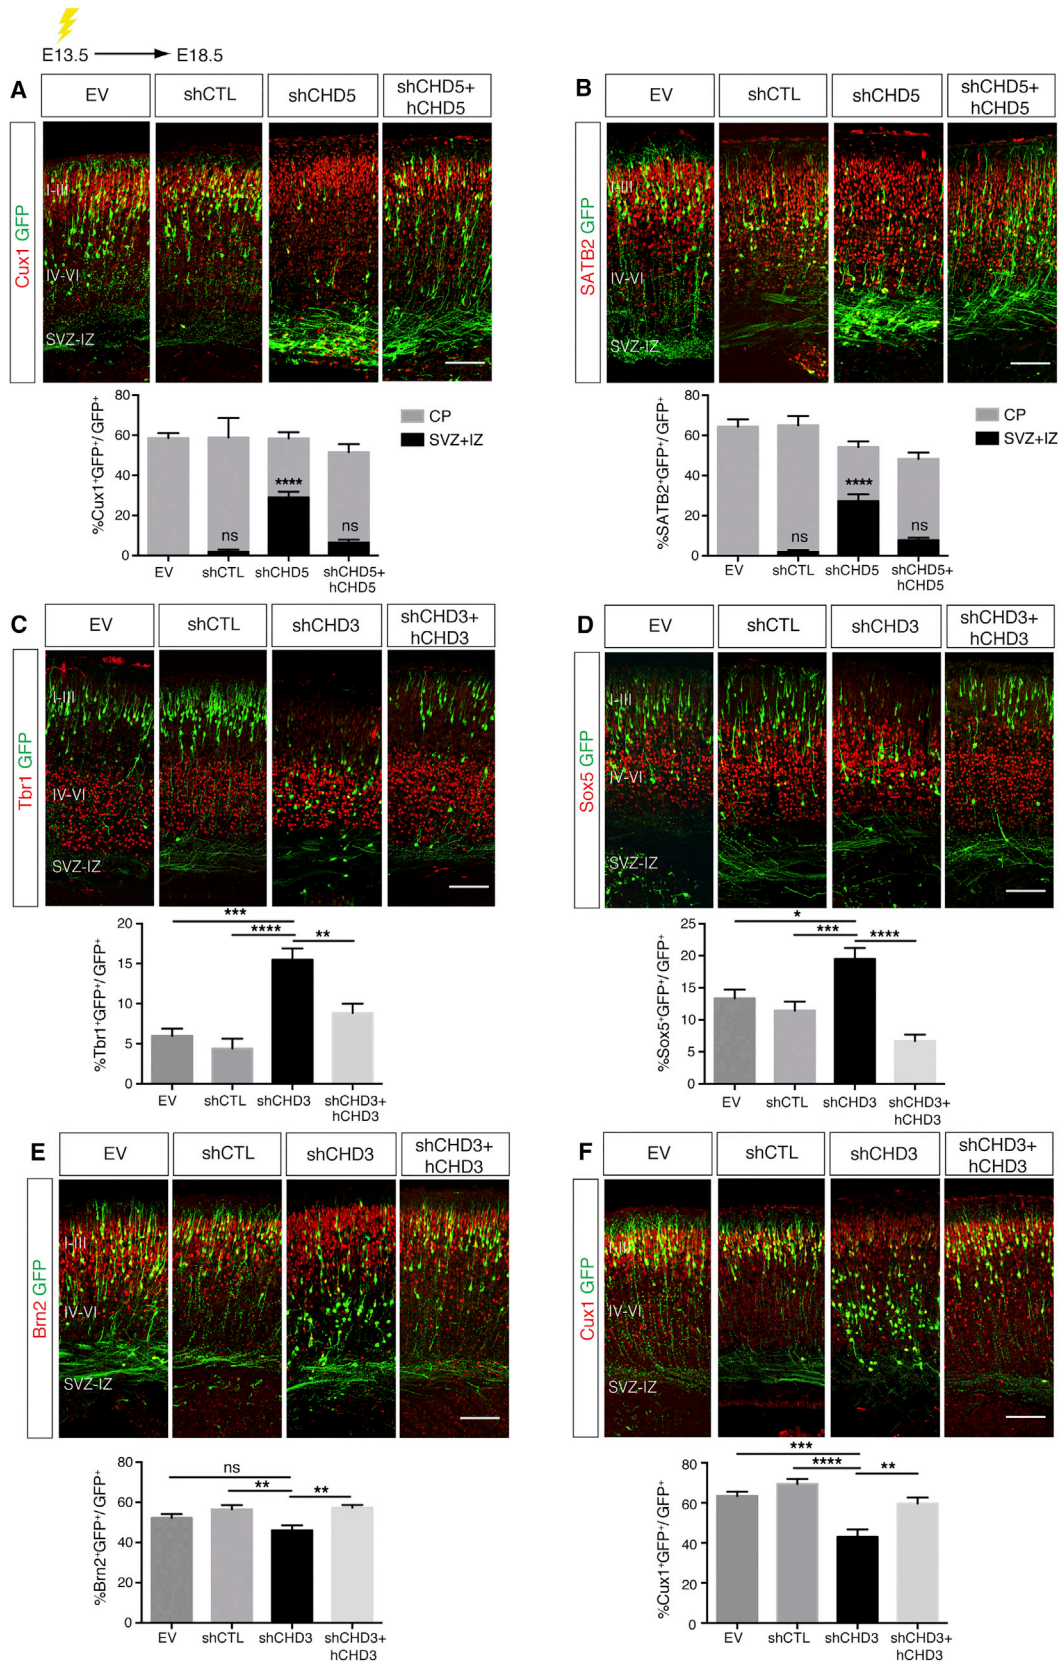 E13.5 E18.5
A
EV shCTL shCHD5 shCHD5+
hCHD5
Cux1 GFP
I-III
IV-VI
SVZ-IZ
%Cux1+GFP+/ GFP+
80
60
40
20
0
ns
****
ns
CP
SVZ+IZ
EV shCTL shCHD5 shCHD5+
hCHD5
B
EV shCTL shCHD5 shCHD5+
hCHD5
SATB2 GFP
I-III
IV-VI
SVZ-IZ
%SATB2+GFP+/ GFP+
80
60
40
20
0
ns
****
ns
CP
SVZ+IZ
EV shCTL shCHD5 shCHD5+
hCHD5
C
EV shCTL shCHD3 shCHD3+
hCHD3
Tbr1 GFP
I-III
IV-VI
SVZ-IZ
%Tbr1+GFP+/ GFP+
20
15
10
5
0
***
****
**
EV shCTL shCHD3 shCHD3+
hCHD3
D
EV shCTL shCHD3 shCHD3+
hCHD3
Sox5 GFP
I-III
IV-VI
SVZ-IZ
%Sox5+GFP+/ GFP+
25
20
15
10
5
0
*
***
****
EV shCTL shCHD3 shCHD3+
hCHD3
E
EV shCTL shCHD3 shCHD3+
hCHD3
Brn2 GFP
I-III
IV-VI
SVZ-IZ
%Brn2+GFP+/ GFP+
80
60
40
20
0
ns
**
**
EV shCTL shCHD3 shCHD3+
hCHD3
F
EV shCTL shCHD3 shCHD3+
hCHD3
Cux1 GFP
I-III
IV-VI
SVZ-IZ
%Cux1+GFP+/ GFP+
80
60
40
20
0
***
****
**
EV shCTL shCHD3 shCHD3+
hCHD3